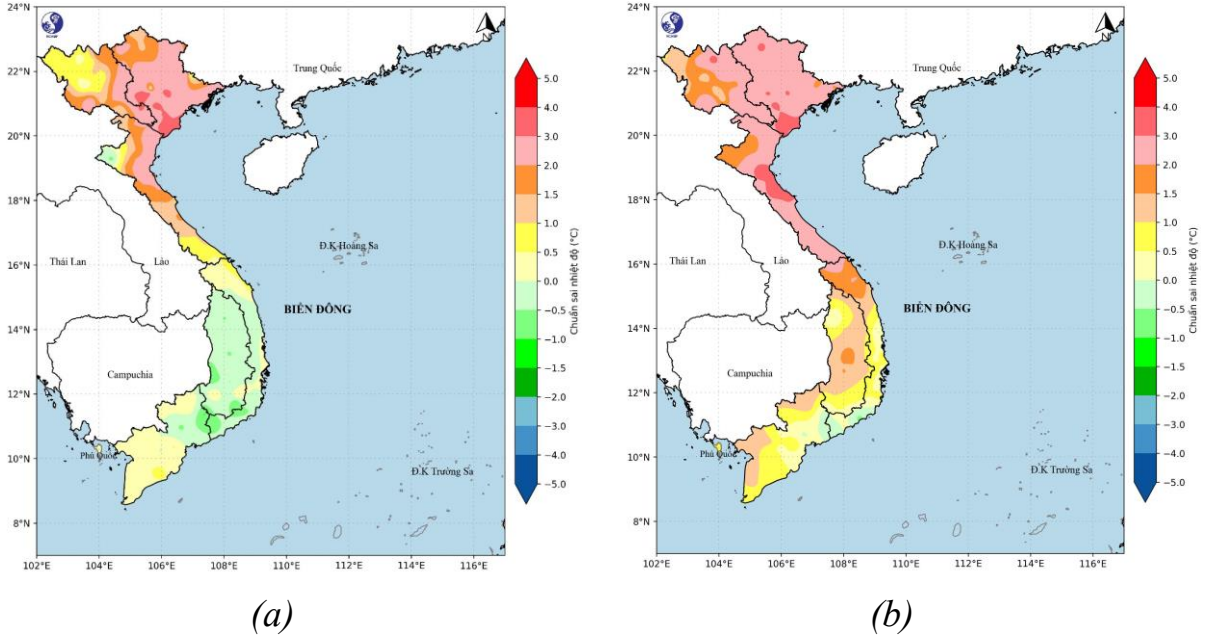 24°N
22°N
20°N
18°N
16°N
14°N
12°N
10°N
8°N
102°E 104°E 106°E 108°E 110°E 112°E 114°E 116°E
N
Trung Quốc
Đ.K Hoàng Sa
Thái Lan
Lào
BIỂN ĐÔNG
Campuchia
Phú Quốc
Đ.K Trường Sa
5.0
4.0
3.0
2.0
1.5
1.0
0.5
0.0
−0.5
−1.0
−1.5
−2.0
−3.0
−4.0
−5.0
Chuẩn sai nhiệt độ (°C)
(a)
24°N
22°N
20°N
18°N
16°N
14°N
12°N
10°N
8°N
102°E 104°E 106°E 108°E 110°E 112°E 114°E 116°E
N
Trung Quốc
Đ.K Hoàng Sa
Thái Lan
Lào
BIỂN ĐÔNG
Campuchia
Phú Quốc
Đ.K Trường Sa
5.0
4.0
3.0
2.0
1.5
1.0
0.5
0.0
−0.5
−1.0
−1.5
−2.0
−3.0
−4.0
−5.0
Chuẩn sai nhiệt độ (°C)
(b)